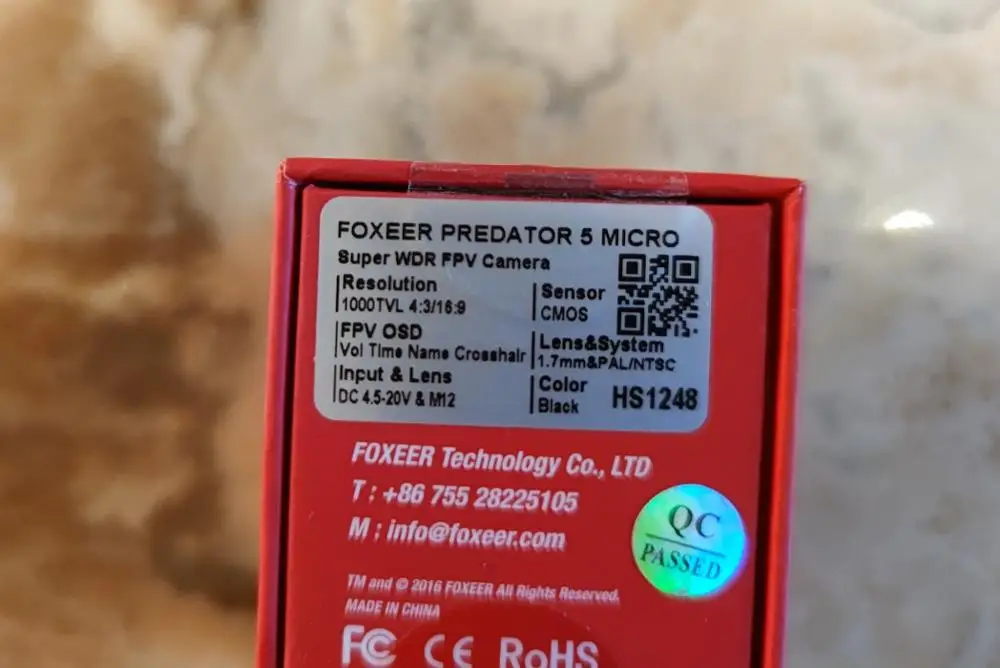 FOXEER PREDATOR 5 MICRO
Super WDR FPV Camera
Resolution
1000TVL 4:3/16:9
FPV OSD
Vol Time Name Crosshair
Input & Lens
DC 4.5-20V & M12
Sensor
CMOS
Lens&System
1.7mm&PAL/NTSC
Color
Black
HS1248
FOXEER Technology Co., LTD
T : +86 755 28225105
M : info@foxeer.com
QC
PASSED
TM and © 2016 FOXEER All Rights Reserved.
MADE IN CHINA
FC CE RoHS